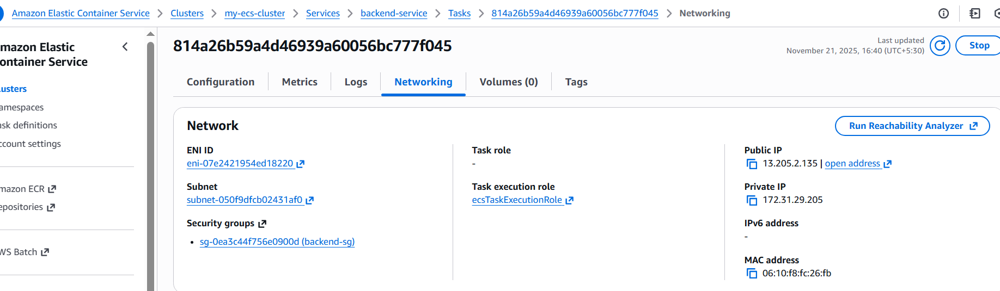 Amazon Elastic Container Service > Clusters > my-ecs-cluster > Services > backend-service > Tasks > 814a26b59a4d46939a60056bc777f045 > Networking
mazon Elastic
ontainer Service
usters
amespaces
ask definitions
ccount settings
mazon ECR
epositories
WS Batch
814a26b59a4d46939a60056bc777f045
Last updated
November 21, 2025, 16:40 (UTC+5:30)
Stop
Configuration
Metrics
Logs
Networking
Volumes (0)
Tags
Network
Run Reachability Analyzer
ENI ID
eni-07e2421954ed18220
Subnet
subnet-050f9dfcb02431af0
Security groups
• sg-0ea3c44f756e0900d (backend-sg)
Task role
-
Task execution role
ecsTaskExecutionRole
Public IP
13.205.2.135 | open address
Private IP
172.31.29.205
IPv6 address
-
MAC address
06:10:f8:fc:26:fb